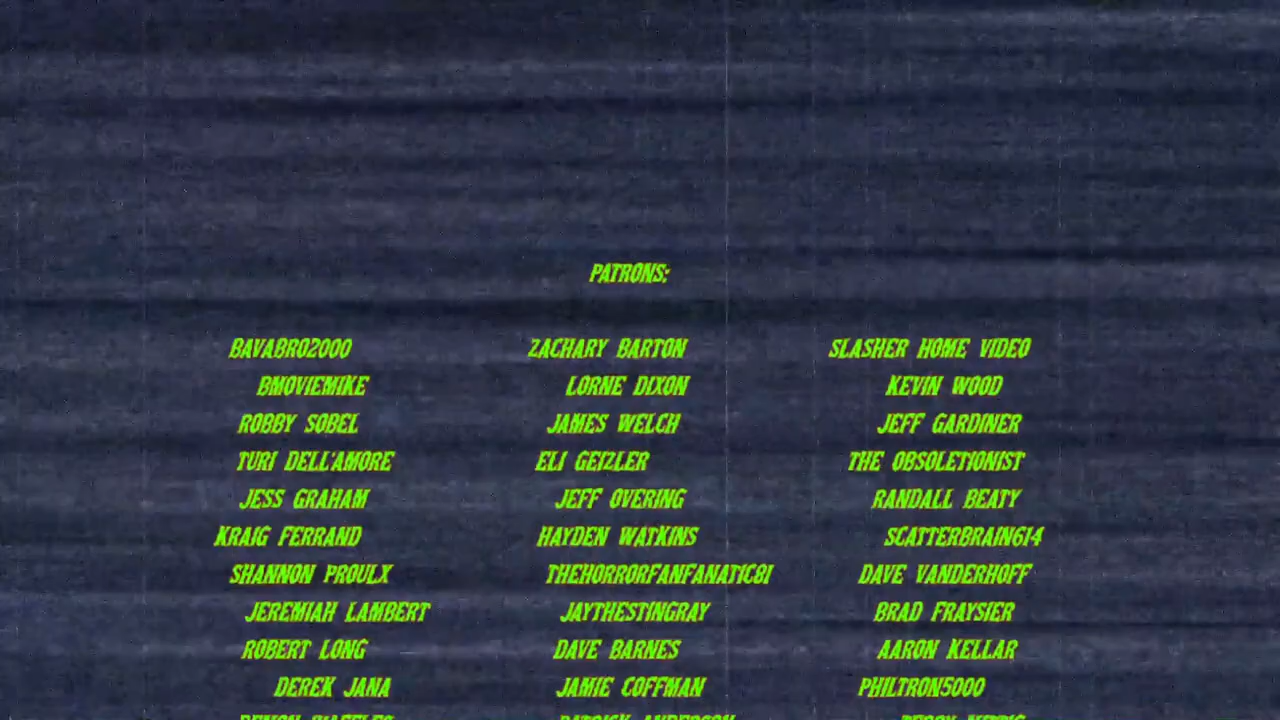 PATRONS:
BAVABRO2000 ZACHARY BARTON SLASHER HOME VIDEO
BMOVIEMIKE LORNE DIXON KEVIN WOOD
ROBBY SOBEL JAMES WELCH JEFF GARDINER
TURI DELL'AMORE ELI GEIZLER THE OBSOLETIONIST
JESS GRAHAM JEFF OVERING RANDALL BEATY
KRAIG FERRAND HAYDEN WATKINS SCATTERBRAIN614
SHANNON PROULX THEHORRORFANFANATIC81 DAVE VANDERHOFF
JEREMIAH LAMBERT JAYTHESTINGRAY BRAD FRAYSIER
ROBERT LONG DAVE BARNES AARON KELLAR
DEREK JANA JAMIE COFFMAN PHILTRON5000
PATRICK ANDERSON